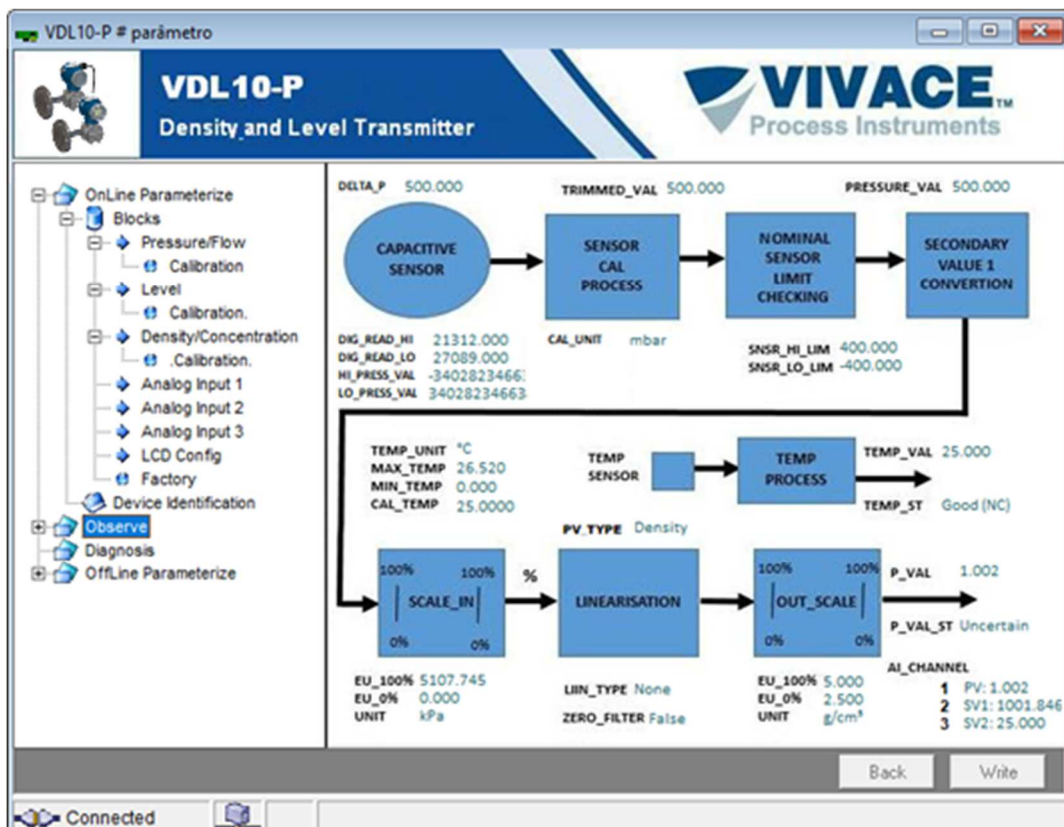 VDL10-P # parâmetro
VDL10-P
Density and Level Transmitter
VIVACE TM
Process Instruments
OnLine Parameterize
Blocks
Pressure/Flow
Calibration
Level
Calibration.
Density/Concentration
.Calibration.
Analog Input 1
Analog Input 2
Analog Input 3
LCD Config
Factory
Device Identification
Observe
Diagnosis
OffLine Parameterize
DELTA_P 500.000
TRIMMED_VAL 500.000
PRESSURE_VAL 500.000
CAPACITIVE
SENSOR
SENSOR
CAL
PROCESS
NOMINAL
SENSOR
LIMIT
CHECKING
SECONDARY
VALUE 1
CONVERTION
DIG_READ_HI 21312.000
DIG_READ_LO 27089.000
HI_PRESS_VAL -34028234663
LO_PRESS_VAL 34028234663
CAL_UNIT mbar
SNSR_HI_LIM 400.000
SNSR_LO_LIM -400.000
TEMP_UNIT °C
MAX_TEMP 26.520
MIN_TEMP 0.000
CAL_TEMP 25.0000
TEMP
SENSOR
TEMP
PROCESS
TEMP_VAL 25.000
TEMP_ST Good (NC)
PV_TYPE Density
100% 100%
SCALE_IN
0% 0%
%
LINEARISATION
100% 100%
OUT_SCALE
0% 0%
P_VAL 1.002
P_VAL_ST Uncertain
EU_100% 5107.745
EU_0% 0.000
UNIT kPa
LIIN_TYPE None
ZERO_FILTER False
EU_100% 5.000
EU_0% 2.500
UNIT g/cm³
AI_CHANNEL
1 PV: 1.002
2 SV1: 1001.846
3 SV2: 25.000
Back Write
Connected